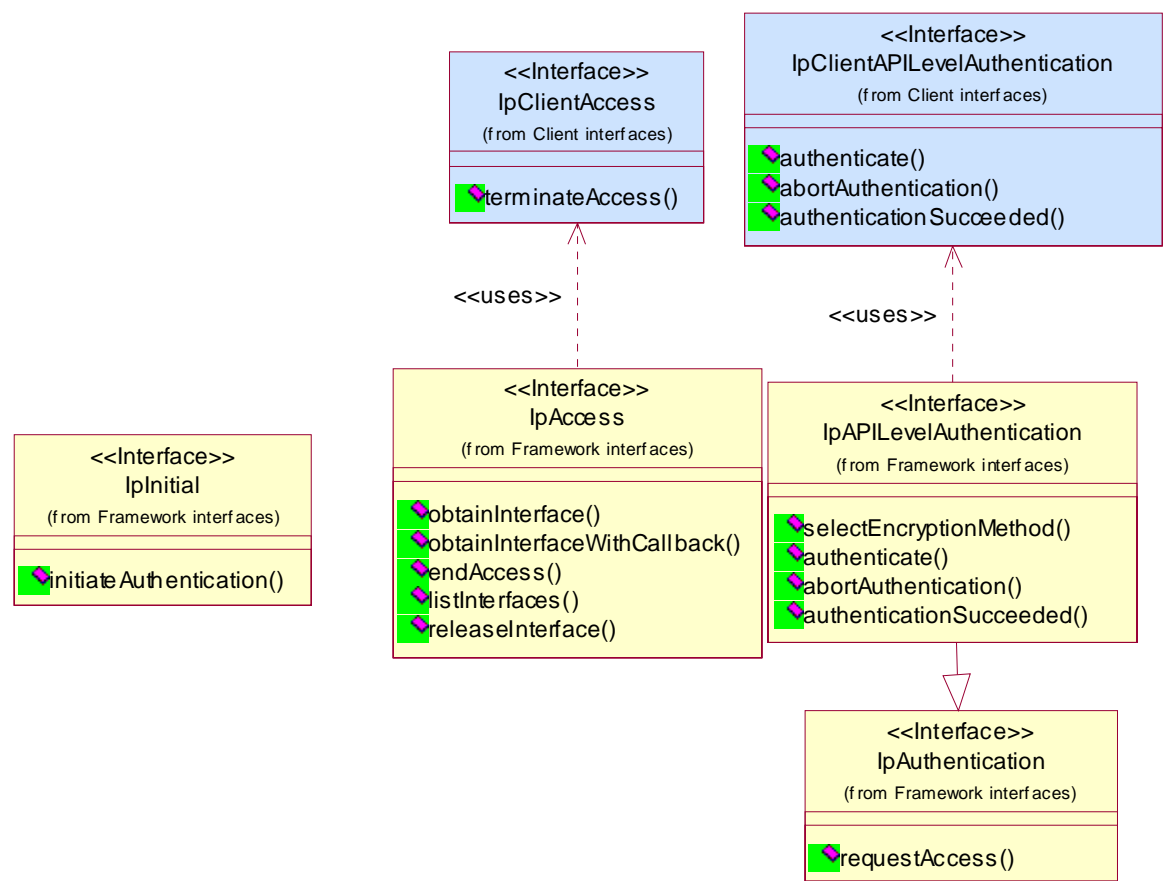 <<Interface>>
IpClientAccess
(from Client interfaces)
terminateAccess()
<<Interface>>
IpClientAPILevelAuthentication
(from Client interfaces)
authenticate()
abortAuthentication()
authenticationSucceeded()
<<uses>>
<<uses>>
<<Interface>>
IpInitial
(from Framework interfaces)
initiateAuthentication()
<<Interface>>
IpAccess
(from Framework interfaces)
obtainInterface()
obtainInterfaceWithCallback()
endAccess()
listInterfaces()
releaseInterface()
<<Interface>>
IpAPILevelAuthentication
(from Framework interfaces)
selectEncryptionMethod()
authenticate()
abortAuthentication()
authenticationSucceeded()
<<Interface>>
IpAuthentication
(from Framework interfaces)
requestAccess()